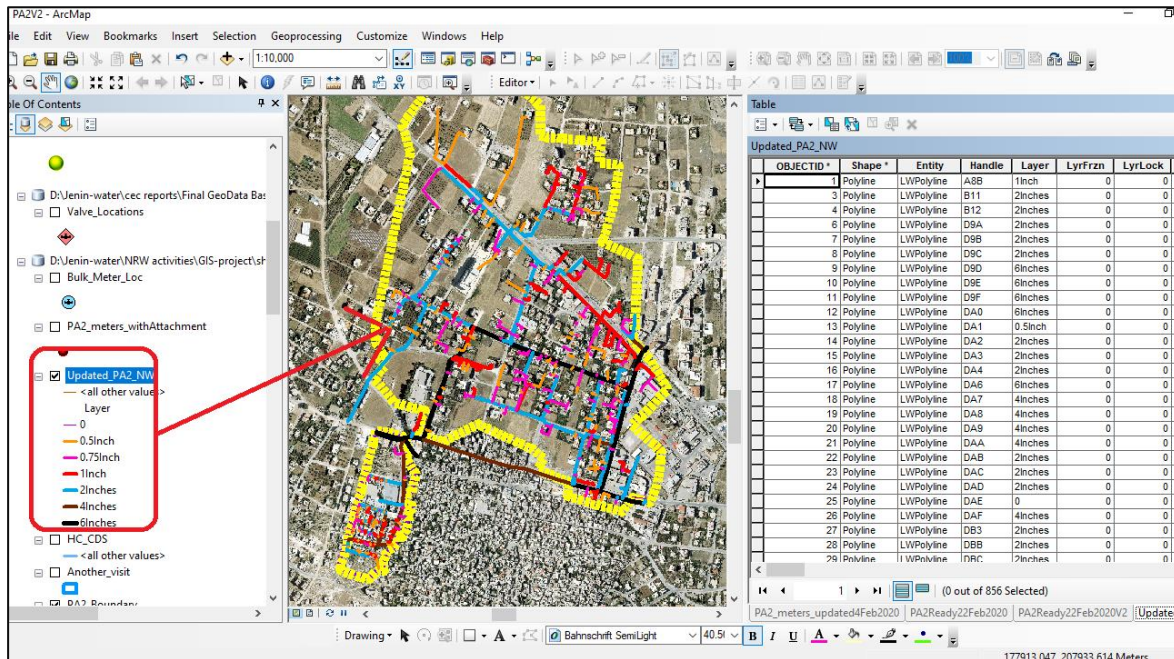 PA2V2 - ArcMap
ile Edit View Bookmarks Insert Selection Geoprocessing Customize Windows Help
1:10,000
Editor
ble Of Contents
D:\Jenin-water\cec reports\Final GeoData Bas
Valve_Locations
D:\Jenin-water\NRW activities\GIS-project\sh
Bulk_Meter_Loc
PA2_meters_withAttachment
Updated_PA2_NW
<all other values>
Layer
0
0.5Inch
0.75Inch
1Inch
2Inches
4Inches
6Inches
HC_CDS
<all other values>
Another_visit
PA2_Boundary
Table
Updated_PA2_NW
OBJECTID * Shape * Entity Handle Layer LyrFrzn LyrLock
1 Polyline LWPolyline A8B 1Inch 0 0
3 Polyline LWPolyline B11 2Inches 0 0
4 Polyline LWPolyline B12 2Inches 0 0
6 Polyline LWPolyline D9A 2Inches 0 0
7 Polyline LWPolyline D9B 2Inches 0 0
8 Polyline LWPolyline D9C 2Inches 0 0
9 Polyline LWPolyline D9D 6Inches 0 0
10 Polyline LWPolyline D9E 6Inches 0 0
11 Polyline LWPolyline D9F 6Inches 0 0
12 Polyline LWPolyline DA0 6Inches 0 0
13 Polyline LWPolyline DA1 0.5Inch 0 0
14 Polyline LWPolyline DA2 2Inches 0 0
15 Polyline LWPolyline DA3 2Inches 0 0
16 Polyline LWPolyline DA4 2Inches 0 0
17 Polyline LWPolyline DA6 6Inches 0 0
18 Polyline LWPolyline DA7 4Inches 0 0
19 Polyline LWPolyline DA8 4Inches 0 0
20 Polyline LWPolyline DA9 4Inches 0 0
21 Polyline LWPolyline DAA 4Inches 0 0
22 Polyline LWPolyline DAB 2Inches 0 0
23 Polyline LWPolyline DAC 2Inches 0 0
24 Polyline LWPolyline DAD 2Inches 0 0
25 Polyline LWPolyline DAE 0 0 0
26 Polyline LWPolyline DAF 4Inches 0 0
27 Polyline LWPolyline DB3 2Inches 0 0
28 Polyline LWPolyline DBB 2Inches 0 0
29 Polyline LWPolyline DBC 2Inches 0 0
1 (0 out of 856 Selected)
PA2_meters_updated4Feb2020 PA2Ready22Feb2020 PA2Ready22Feb2020V2 Update
Drawing A Bahnschrift SemiLight 40.5 B I U A
177913.047 207933.614 Meters